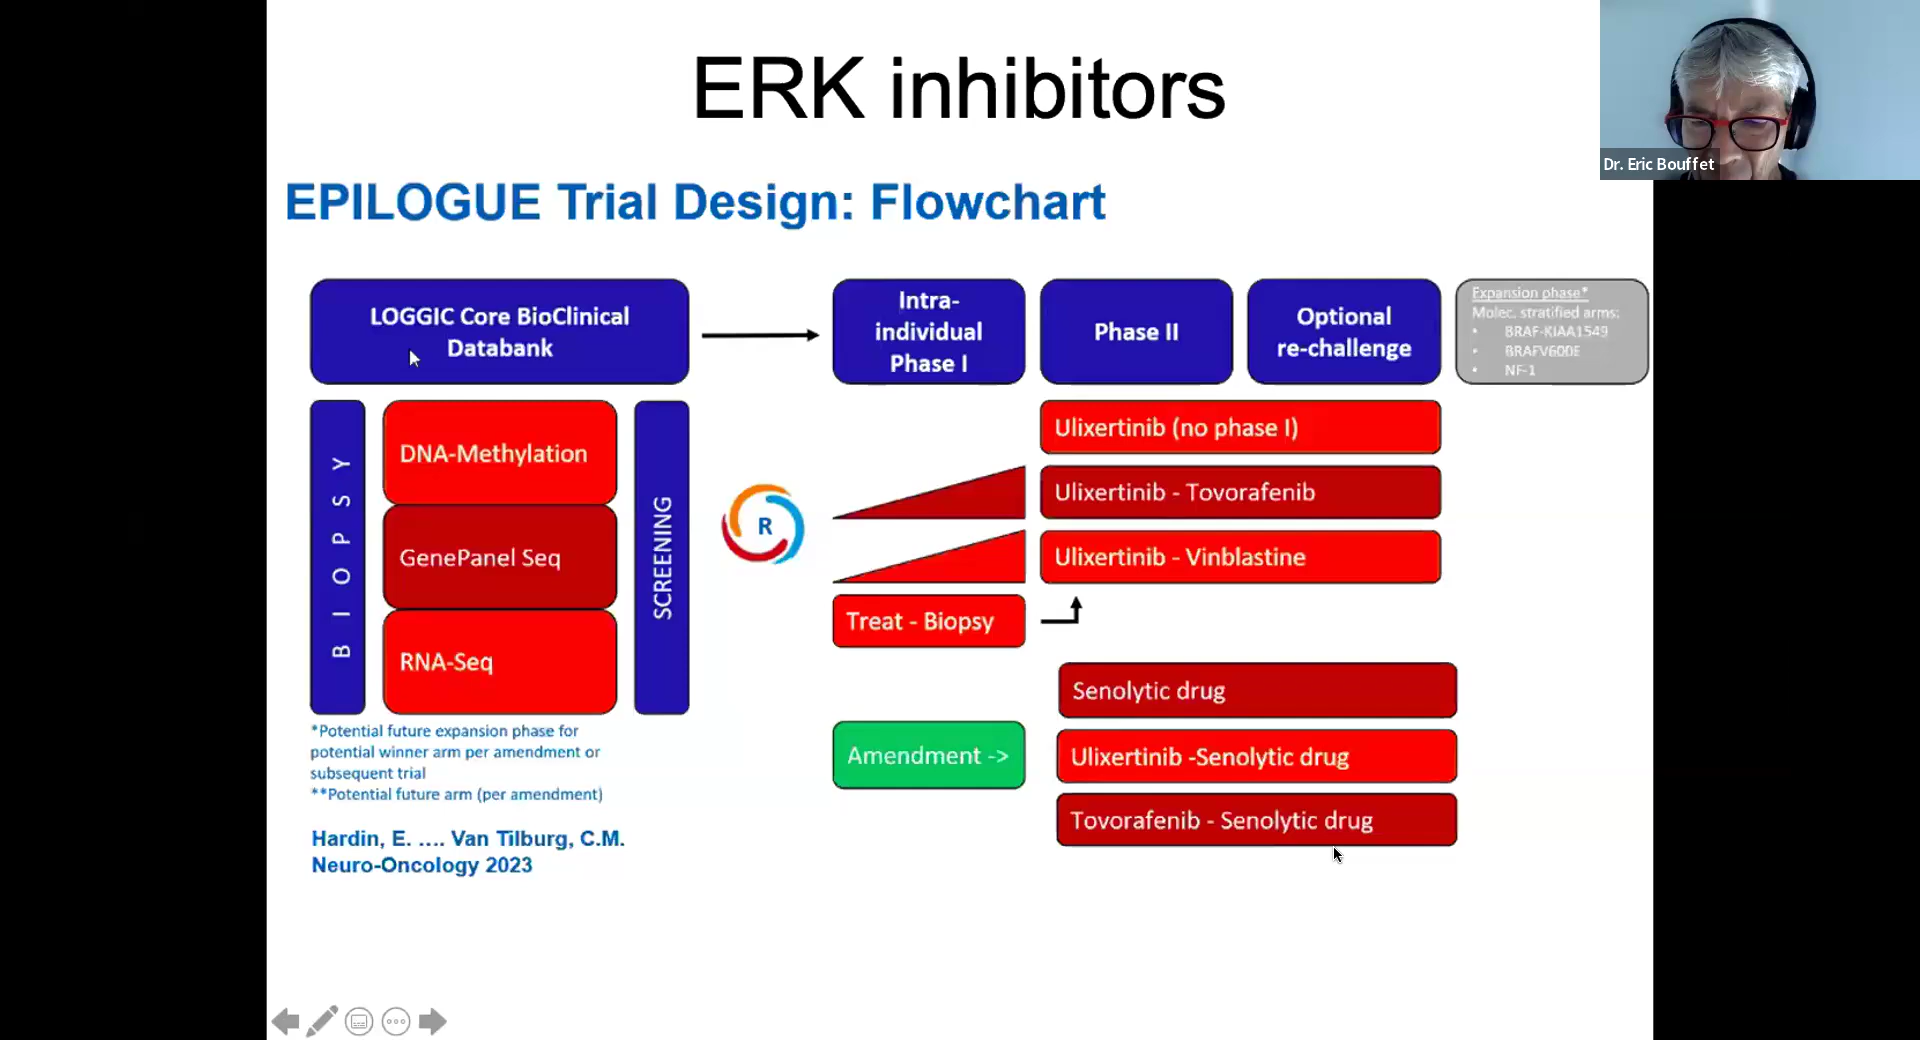 ERK inhibitors
Dr. Eric Bouffet
EPILOGUE Trial Design: Flowchart
LOGGIC Core BioClinical
Databank
Intra-
individual
Phase I
Phase II
Optional
re-challenge
Expansion phase*
Molec. stratified arms:
• BRAF-KIAA1549
• BRAFV600E
• NF-1
BIOPSY
DNA-Methylation
GenePanel Seq
RNA-Seq
SCREENING
R
Ulixertinib (no phase I)
Ulixertinib - Tovorafenib
Ulixertinib - Vinblastine
Treat - Biopsy
Senolytic drug
Amendment ->
Ulixertinib -Senolytic drug
Tovorafenib - Senolytic drug
*Potential future expansion phase for
potential winner arm per amendment or
subsequent trial
**Potential future arm (per amendment)
Hardin, E. .... Van Tilburg, C.M.
Neuro-Oncology 2023